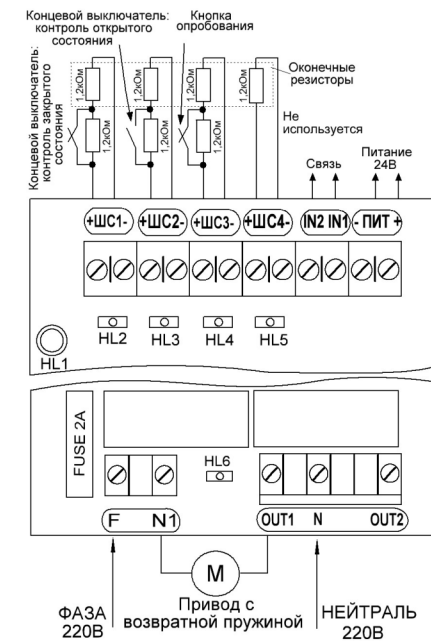 Концевой выключатель:
контроль открытого
состояния
Кнопка
опробования
Концевой выключатель:
контроль закрытого
состояния
1,2кОм
1,2кОм
1,2кОм
1,2кОм
Оконечные
резисторы
1,2кОм
1,2кОм
1,2кОм
Не
используется
Связь
Питание
24В
+ШС1-
+ШС2-
+ШС3-
+ШС4-
IN2 IN1
- ПИТ +
HL1
HL2
HL3
HL4
HL5
FUSE 2A
HL6
F
N1
OUT1
N
OUT2
M
ФАЗА
220В
Привод с
возвратной пружиной
НЕЙТРАЛЬ
220В